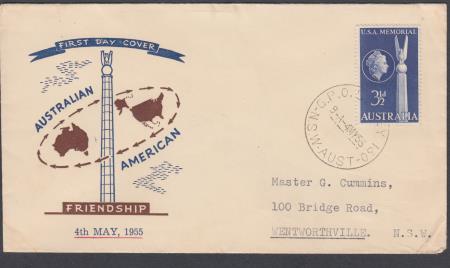 FIRST DAY COVER
AUSTRALIAN
AMERICAN
FRIENDSHIP
4th MAY, 1955
U.S.A. MEMORIAL
3½d
AUSTRALIA
N.S.W-AUST-
G.P.O.
Master G. Cummins,
100 Bridge Road,
WENTWORTHVILLE. N.S.W.